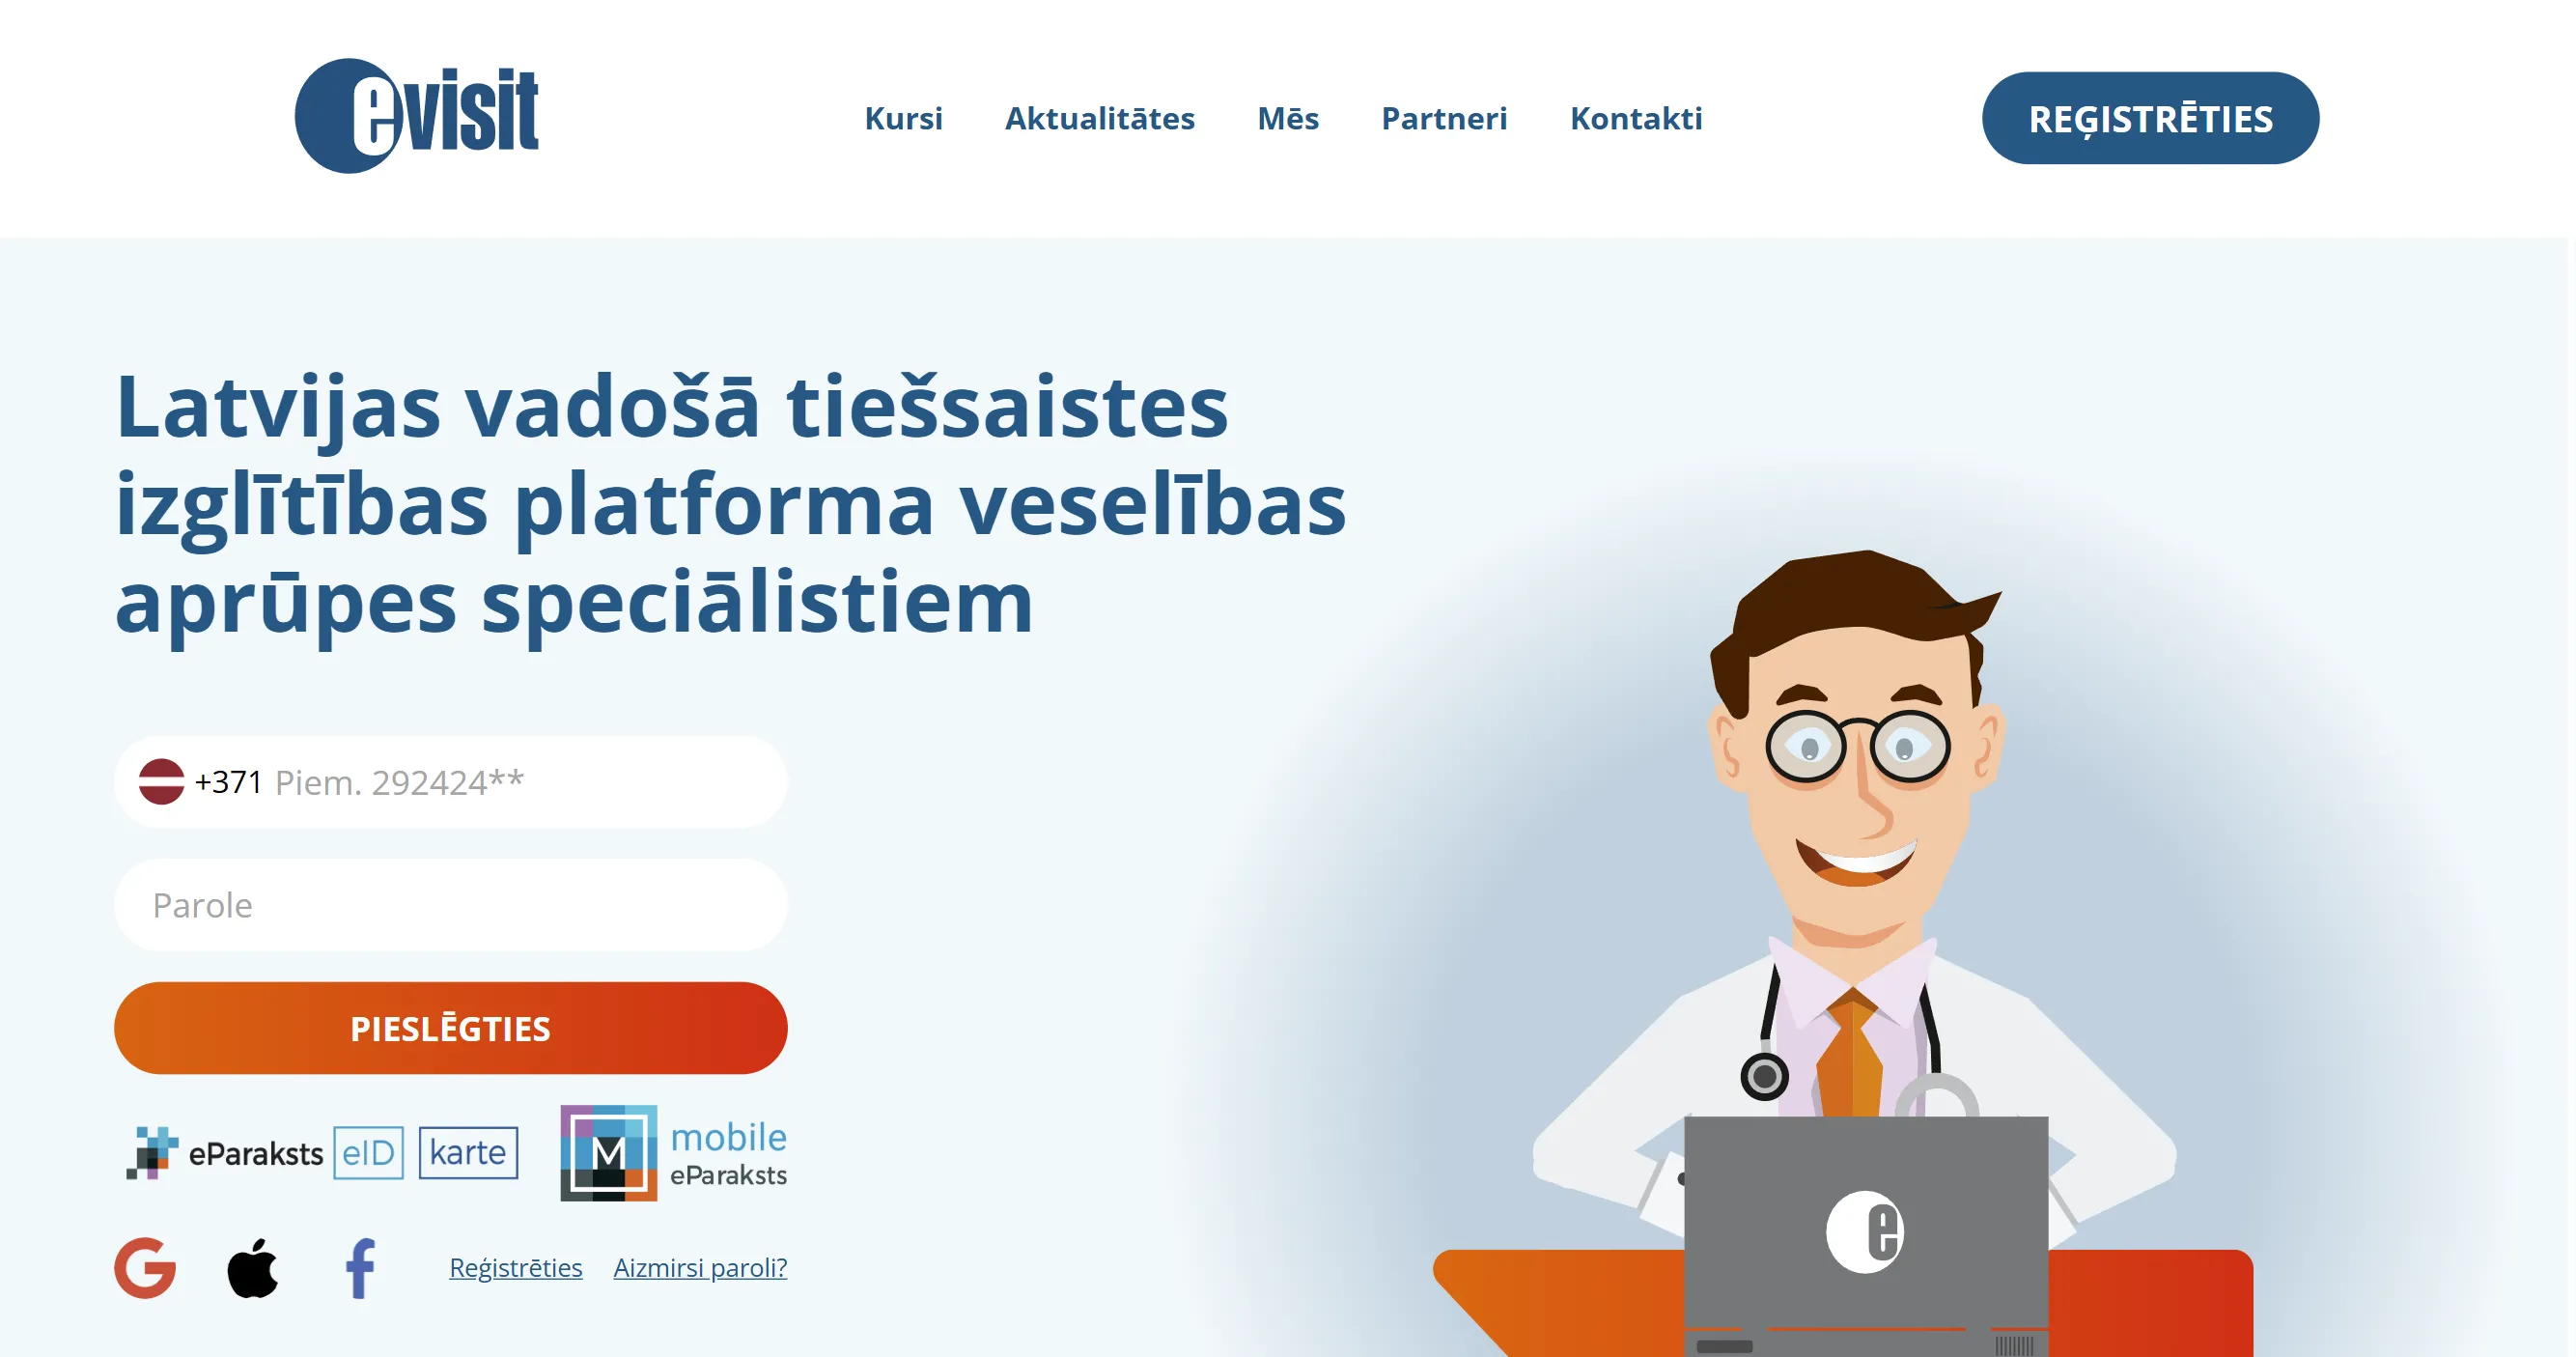 evisit
Kursi Aktualitātes Mēs Partneri Kontakti
REĢISTRĒTIES
Latvijas vadošā tiešsaistes
izglītības platforma veselības
aprūpes speciālistiem
+371 Piem. 292424**
Parole
PIESLĒGTIES
eParaksts eID karte
M mobile
eParaksts
Reģistrēties Aizmirsi paroli?
e